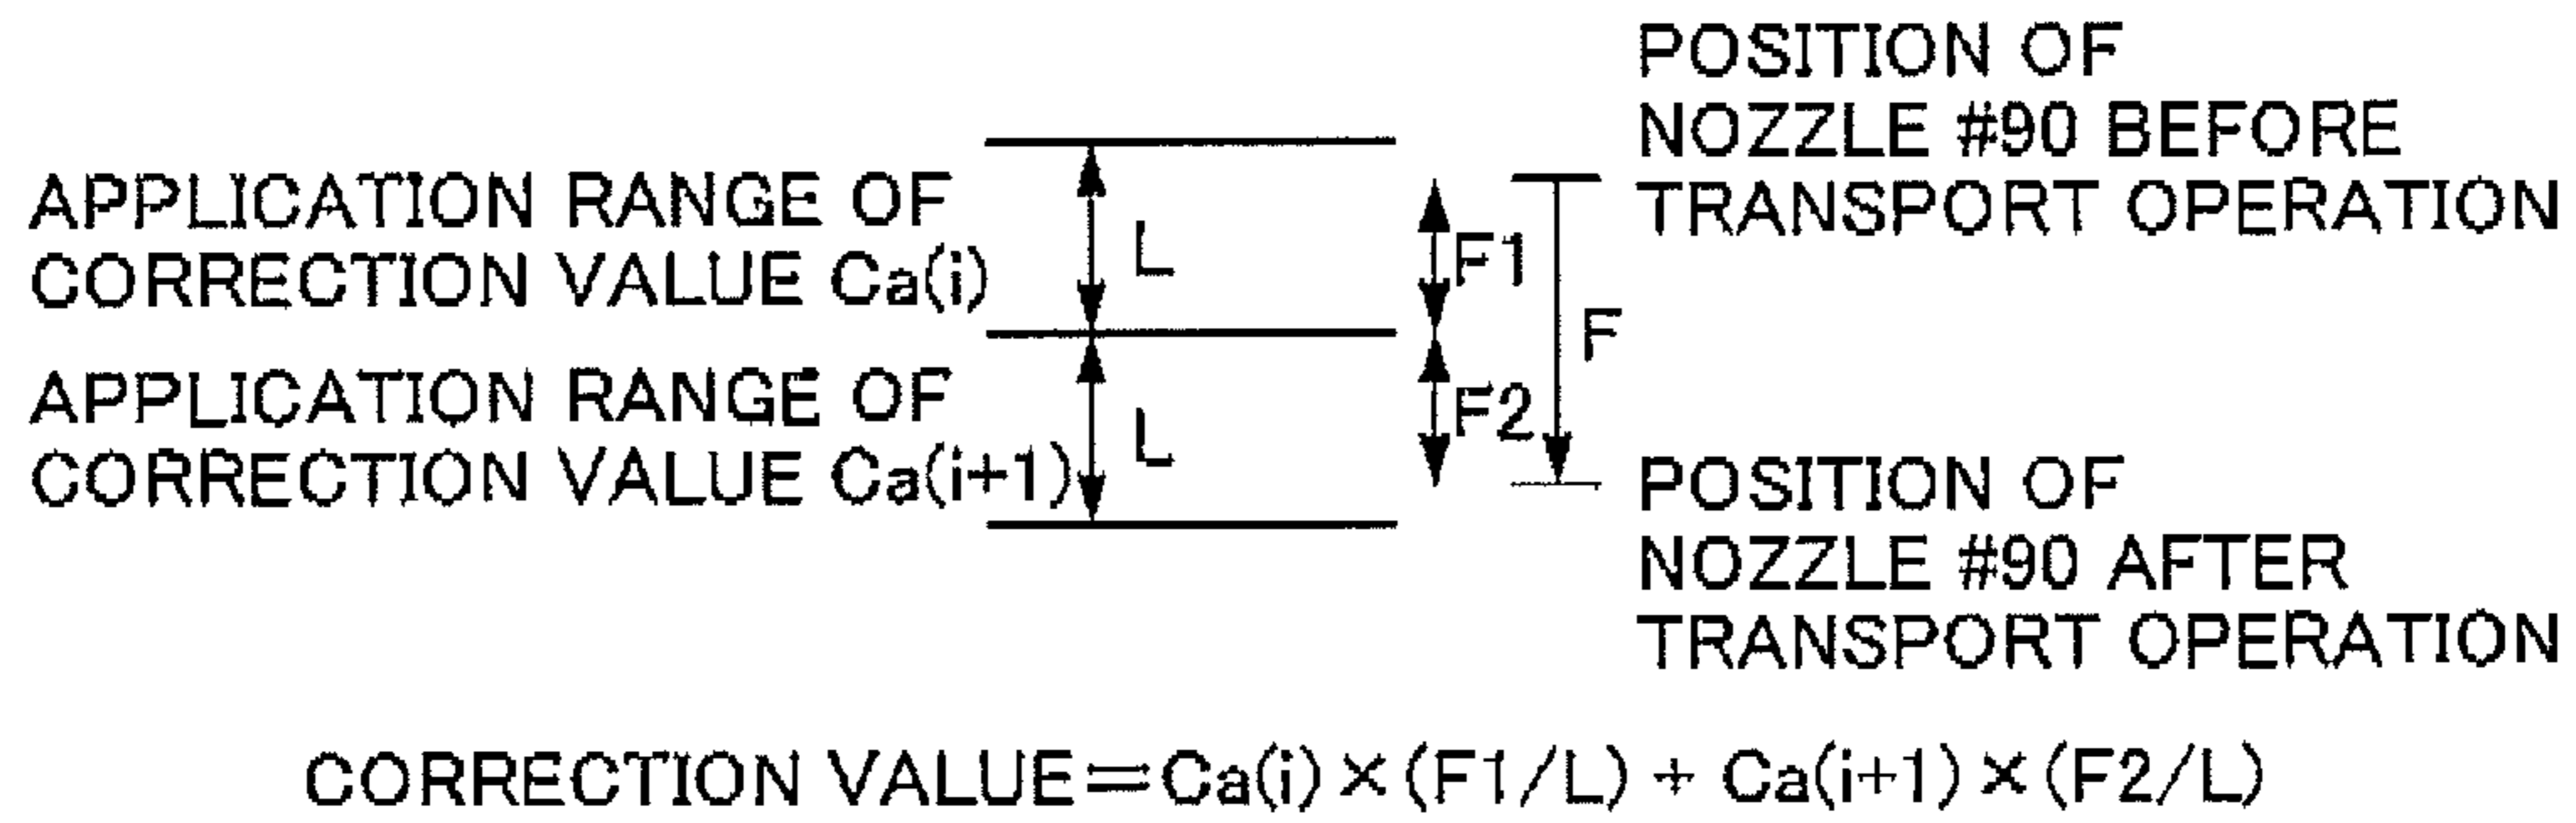 POSITION OF
NOZZLE #90 BEFORE
TRANSPORT OPERATION
APPLICATION RANGE OF
CORRECTION VALUE Ca(i)
L
F1
F
APPLICATION RANGE OF
CORRECTION VALUE Ca(i+1)
L
F2
POSITION OF
NOZZLE #90 AFTER
TRANSPORT OPERATION
CORRECTION VALUE=Ca(i)×(F1/L) + Ca(i+1)×(F2/L)